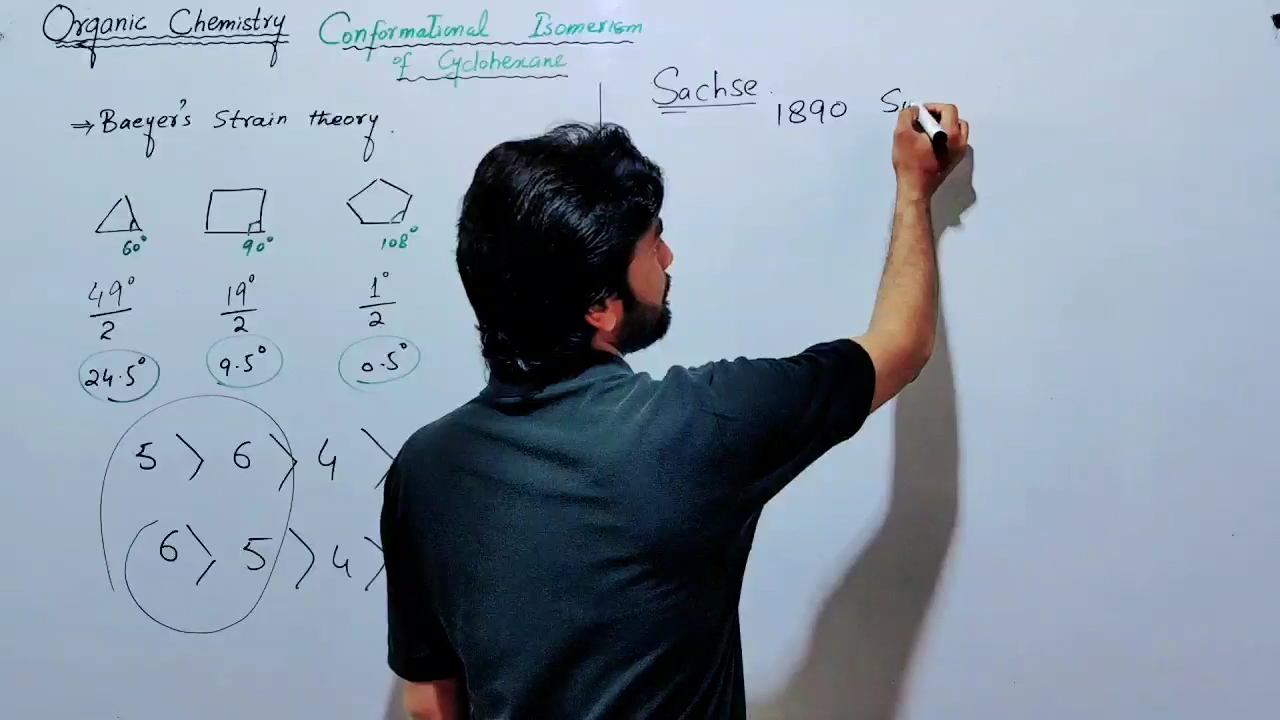 Organic Chemistry Conformational Isomerism
of Cyclohexane
⇒ Baeyer's Strain theory.
60° 90° 108°
49°/2 19°/2 1°/2
24.5° 9.5° 0.5°
5 > 6 > 4 >
6 > 5 > 4 >
Sachse.
1890 Su